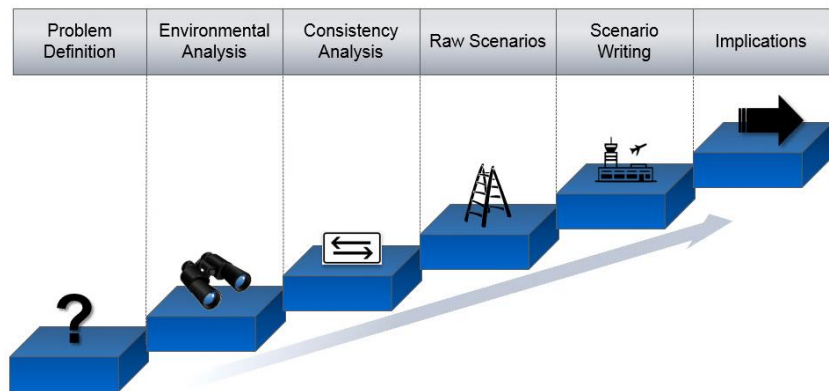 Problem
Definition
Environmental
Analysis
Consistency
Analysis
Raw Scenarios
Scenario
Writing
Implications
?